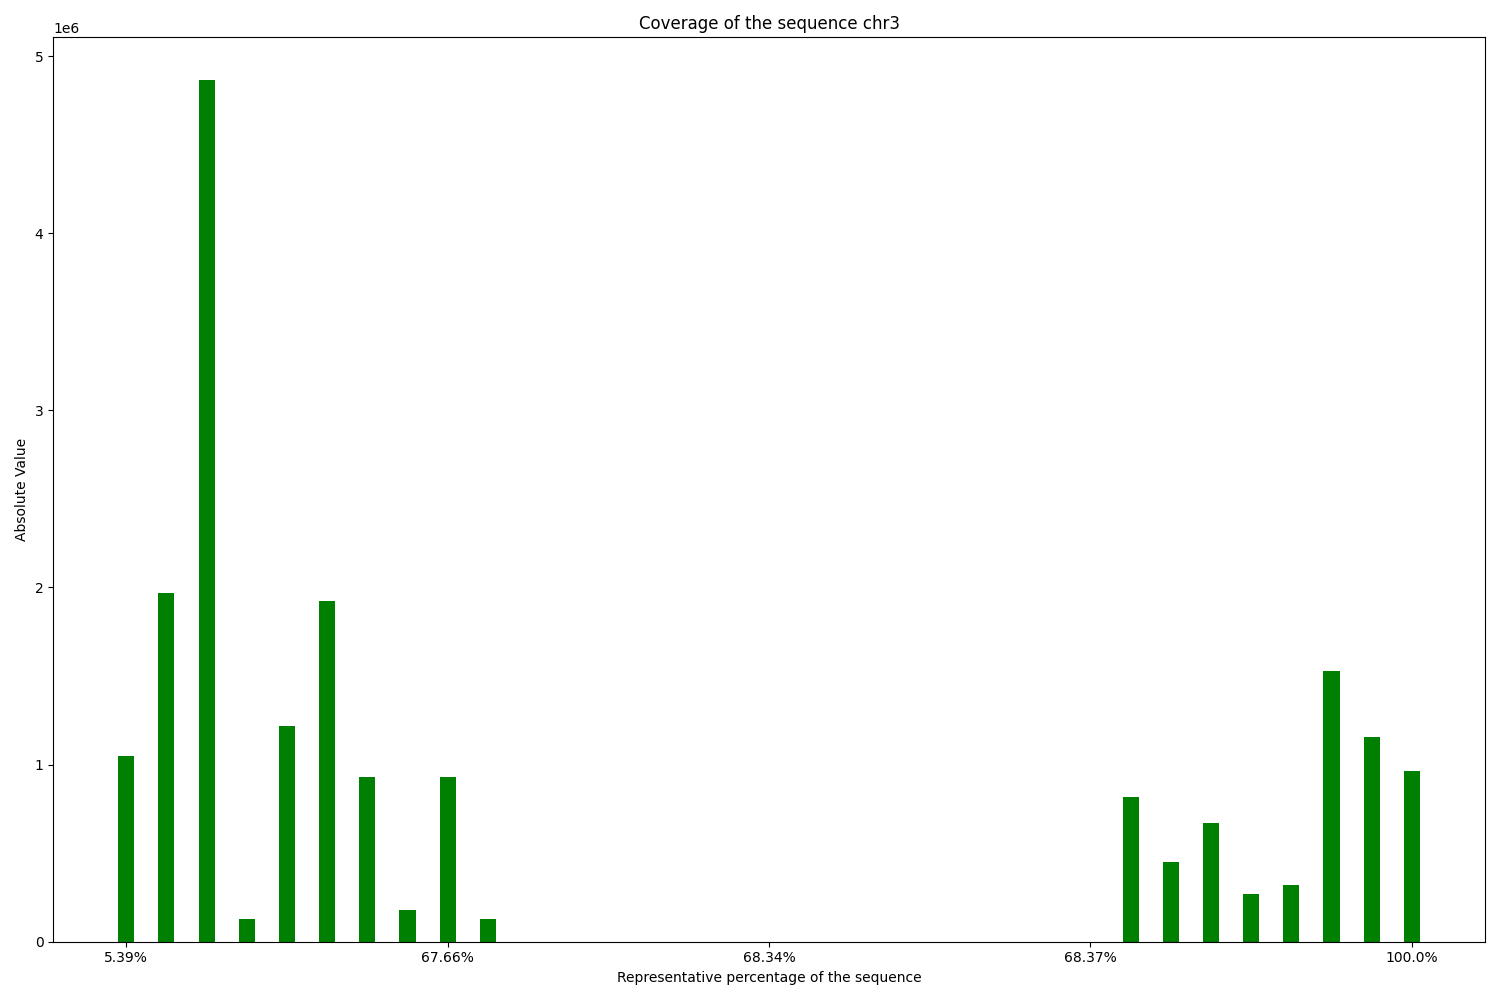 Coverage of the sequence chr3
1e6
5
4
3
2
1
0
Absolute Value
5.39% 67.66% 68.34% 68.37% 100.0%
Representative percentage of the sequence